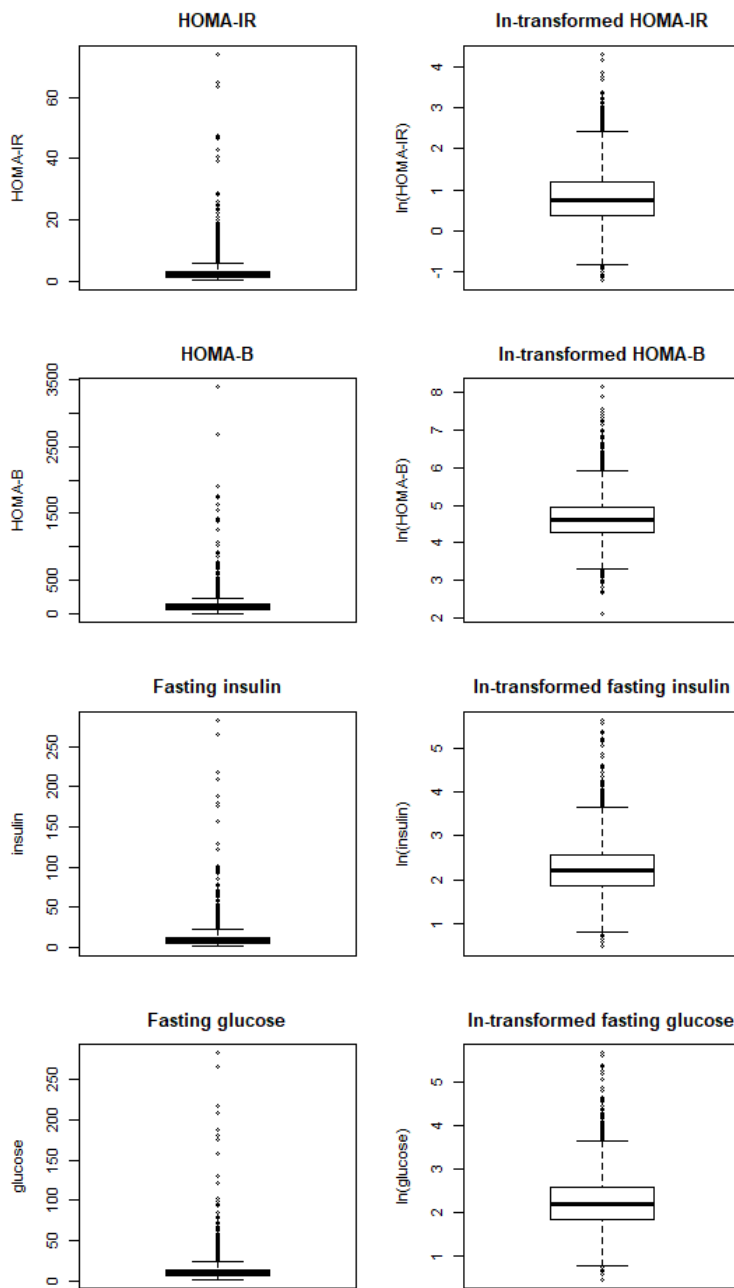 HOMA-IR
HOMA-IR
0
20
40
60
ln-transformed HOMA-IR
ln(HOMA-IR)
-1
0
1
2
3
4
HOMA-B
HOMA-B
0
500
1500
2500
3500
ln-transformed HOMA-B
ln(HOMA-B)
2
3
4
5
6
7
8
Fasting insulin
insulin
0
50
100
150
200
250
ln-transformed fasting insulin
ln(insulin)
1
2
3
4
5
Fasting glucose
glucose
0
50
100
150
200
250
ln-transformed fasting glucose
ln(glucose)
1
2
3
4
5